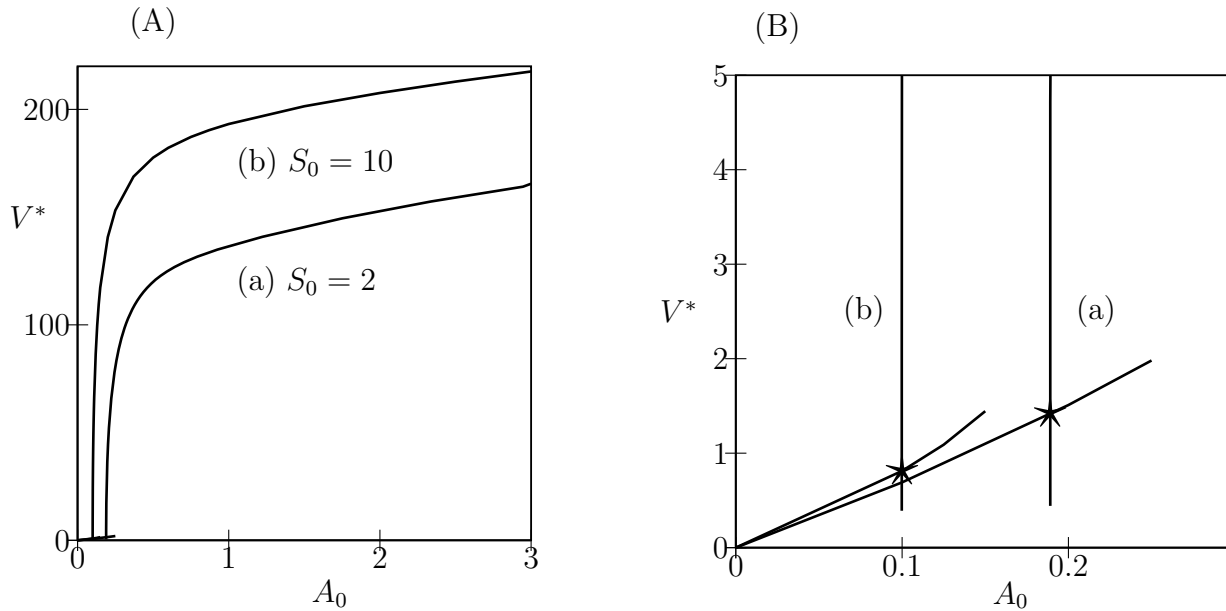 (A)
200
(b) S₀ = 10
V*
(a) S₀ = 2
100
0
0 1 2 3
A₀
(B)
5
4
3
(b) (a)
V*
2
1
0
0 0.1 0.2
A₀